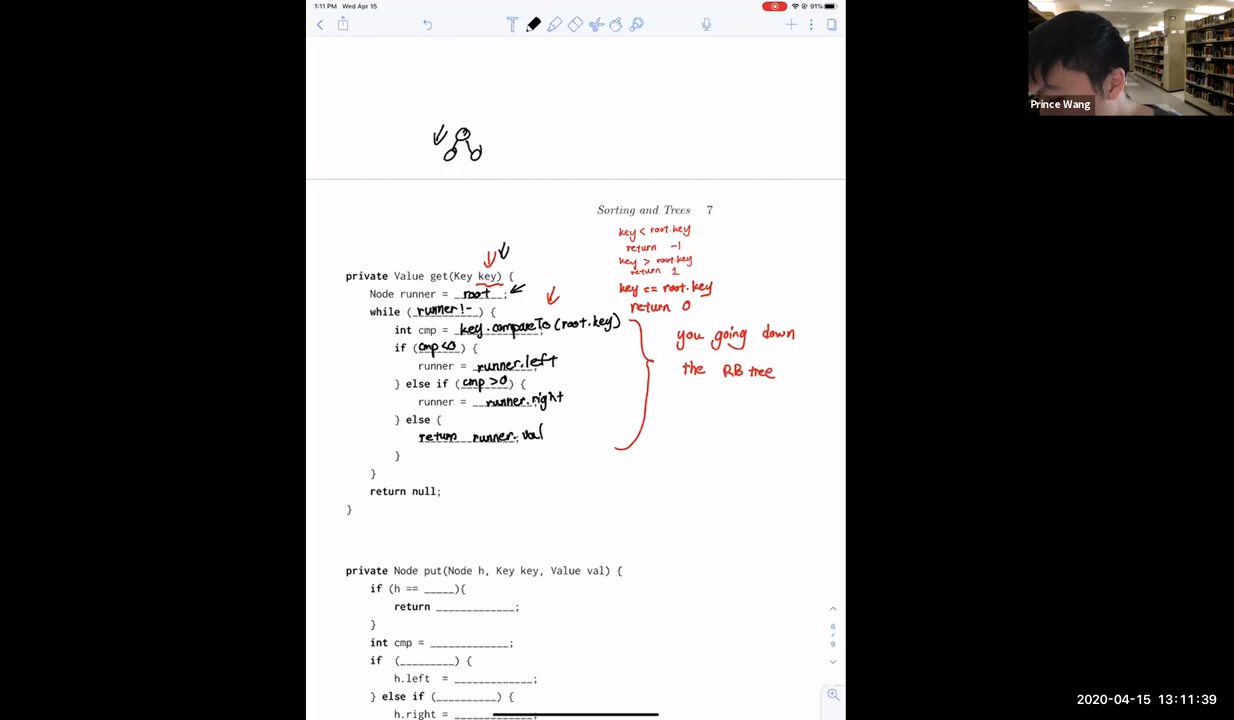 1:11 PM Wed Apr 15
91%
Prince Wang
Sorting and Trees 7
key < root.key
return -1
key > root.key
return 1
key == root.key
return 0
private Value get(Key key) {
Node runner = root;
while (runner!-) {
int cmp = key.compareTo(root.key)
if (cmp<0) {
runner = runner.left
} else if (cmp >0) {
runner = runner.right
} else {
return runner.val
}
}
return null;
}
you going down
the RB tree
private Node put(Node h, Key key, Value val) {
if (h == _____){
return _____________;
}
int cmp = _____________;
if (_________) {
h.left = _____________;
} else if (__________) {
h.right = _____________;
6
9
2020-04-15 13:11:39